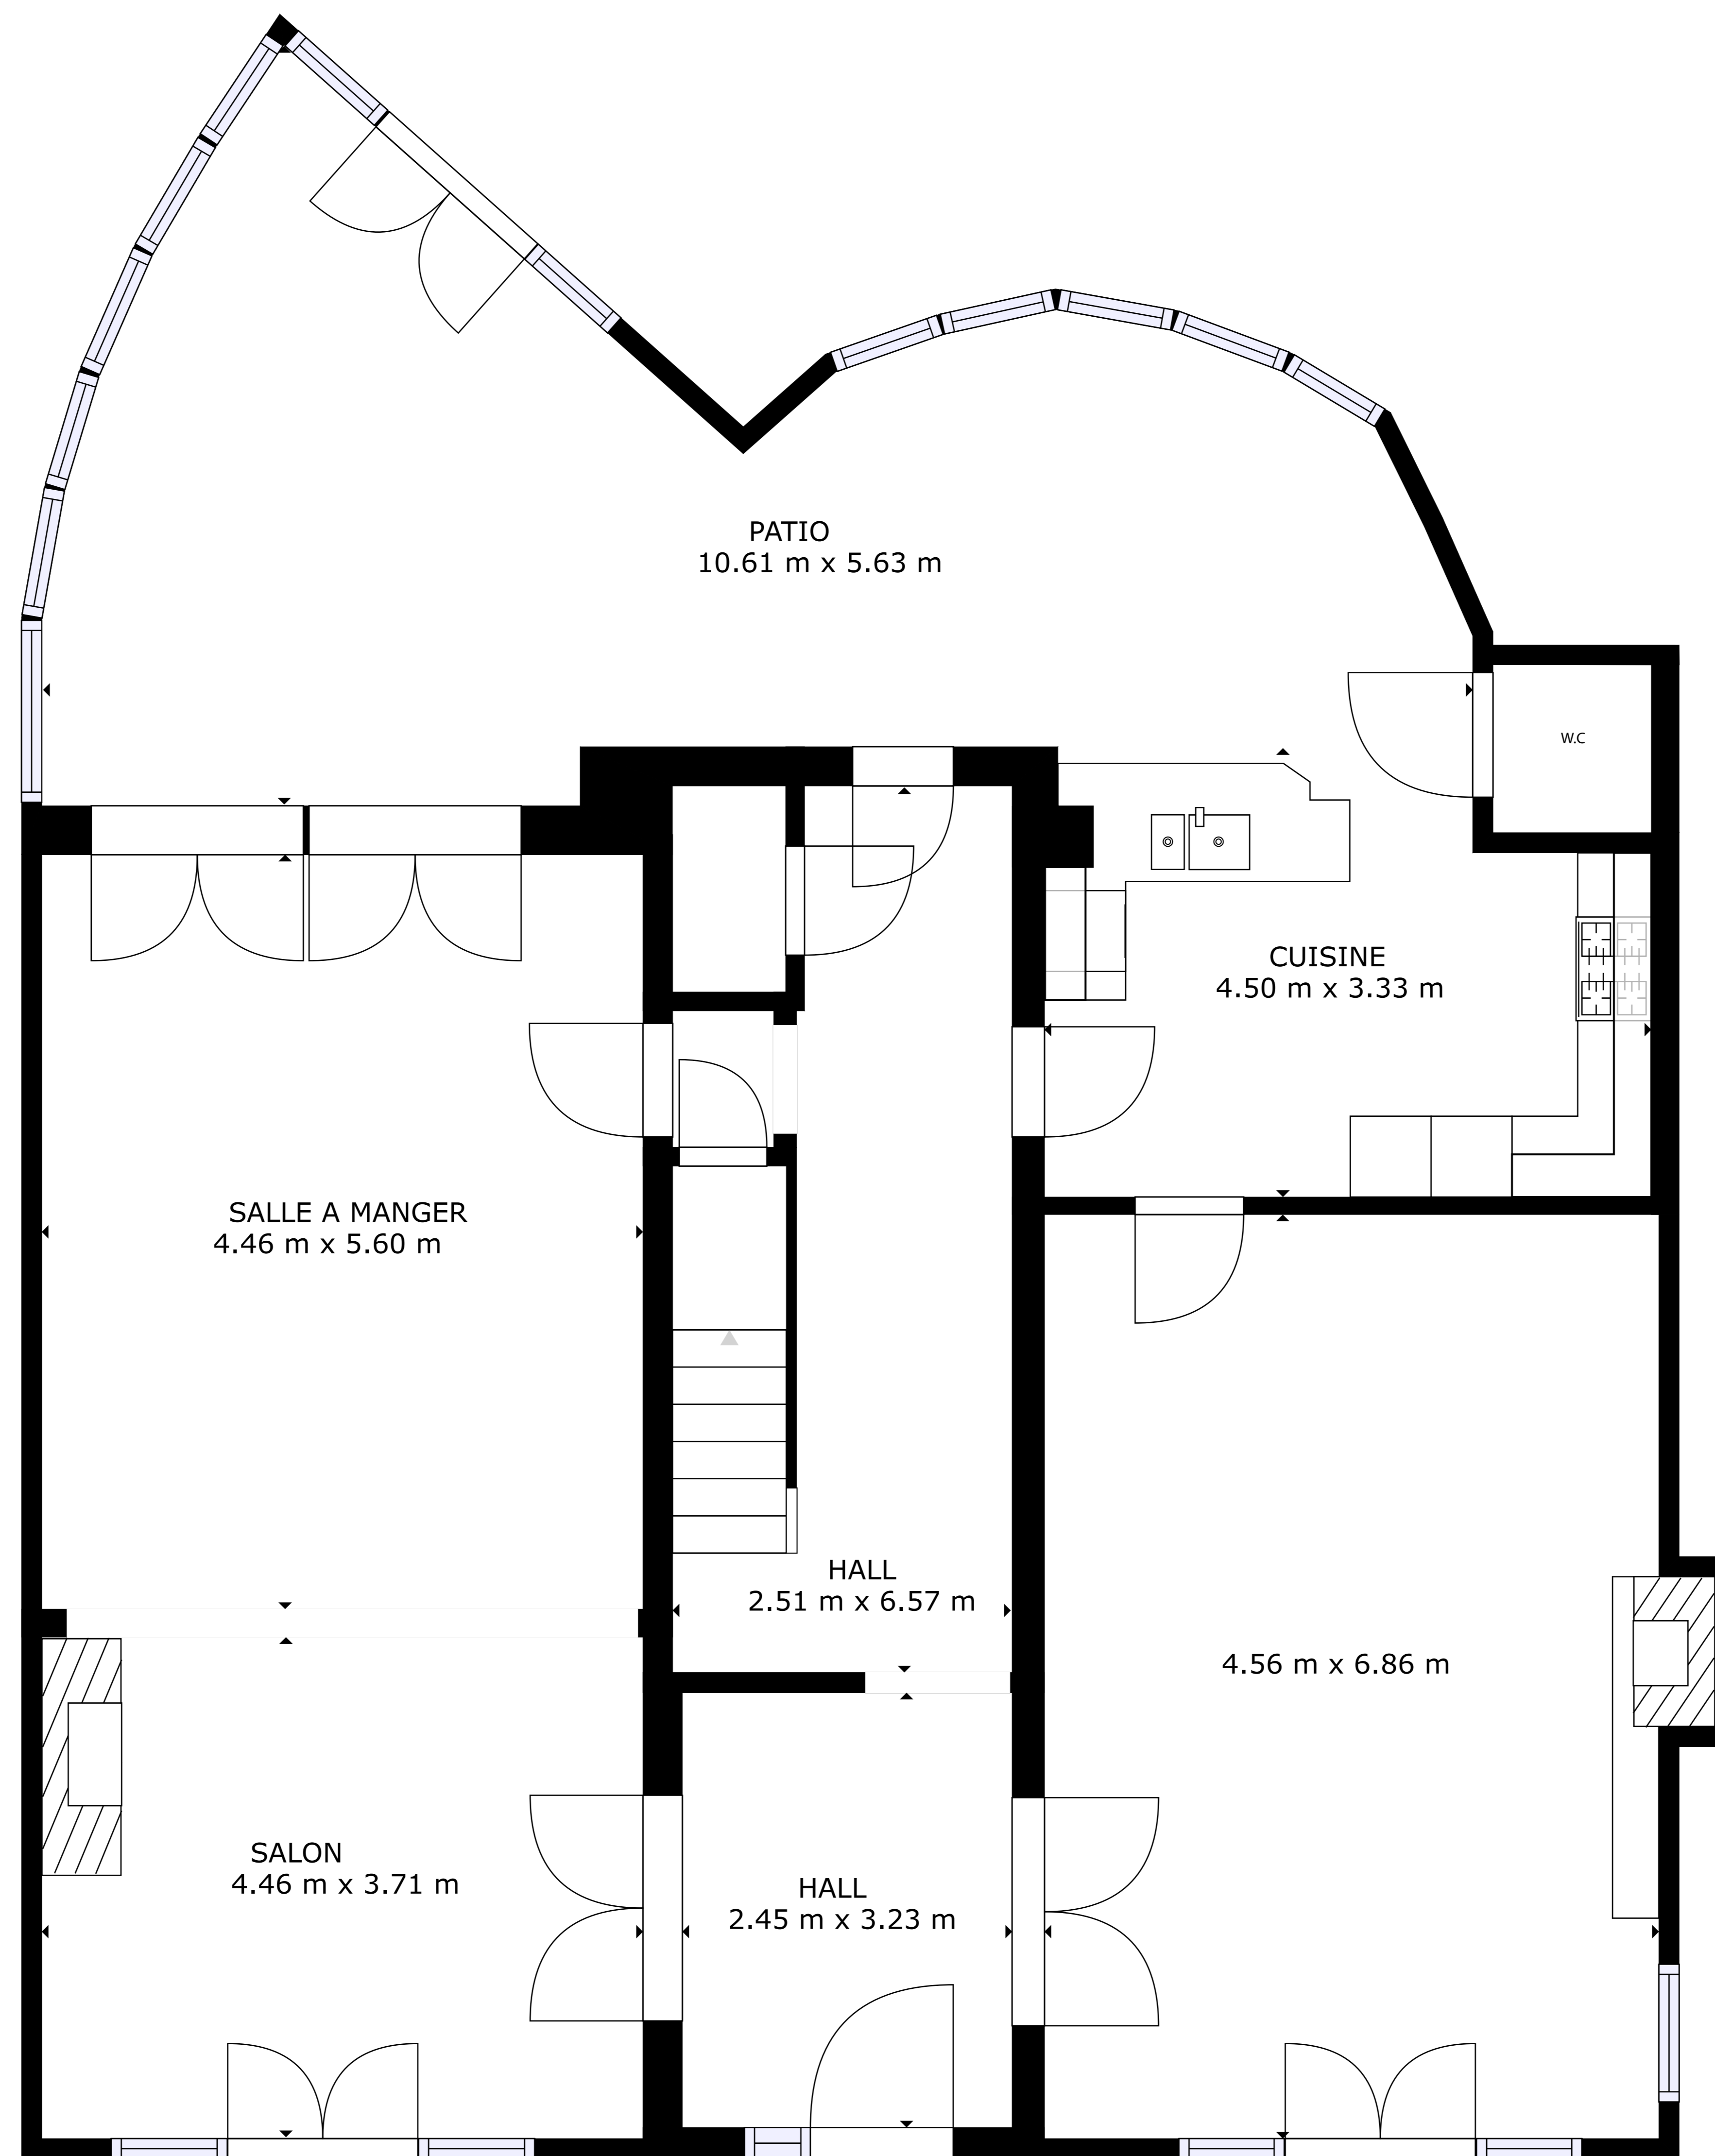 PATIO
10.61 m x 5.63 m
W.C
CUISINE
4.50 m x 3.33 m
SALLE A MANGER
4.46 m x 5.60 m
HALL
2.51 m x 6.57 m
4.56 m x 6.86 m
SALON
4.46 m x 3.71 m
HALL
2.45 m x 3.23 m